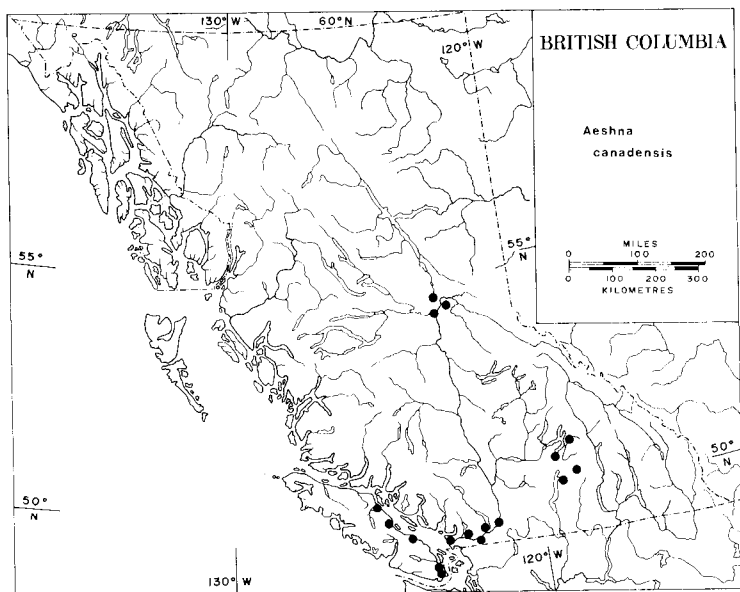 130° W
60° N
120° W
BRITISH COLUMBIA
Aeshna
canadensis
MILES
0 100 200
0 100 200 300
KILOMETRES
55°
N
55°
N
50°
N
50°
N
130° W
120° W